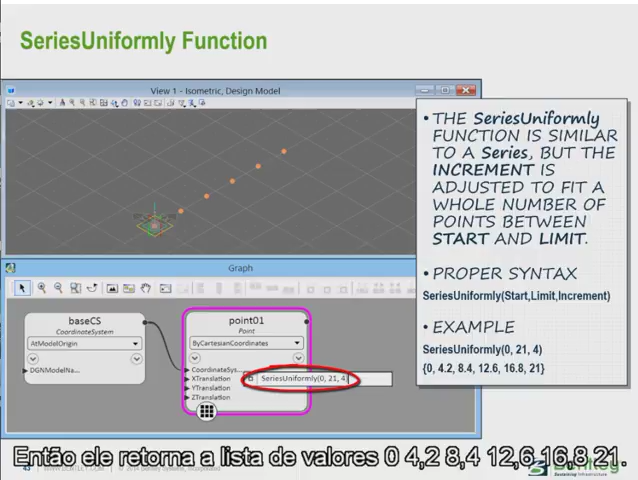 SeriesUniformly Function
View 1 - Isometric, Design Model
• THE SeriesUniformly
FUNCTION IS SIMILAR
TO A Series, BUT THE
INCREMENT IS
ADJUSTED TO FIT A
WHOLE NUMBER OF
POINTS BETWEEN
START AND LIMIT.
• PROPER SYNTAX
SeriesUniformly(Start,Limit,Increment)
• EXAMPLE
SeriesUniformly(0, 21, 4)
{0, 4.2, 8.4, 12.6, 16.8, 21}
Graph
baseCS
CoordinateSystem
AtModelOrigin
DGNModelNa...
point01
Point
ByCartesianCoordinates
CoordinateSys...
XTranslation
SeriesUniformly(0, 21, 4)
YTranslation
ZTranslation
Então ele retorna a lista de valores 0 4,2 8,4 12,6 16,8 21.